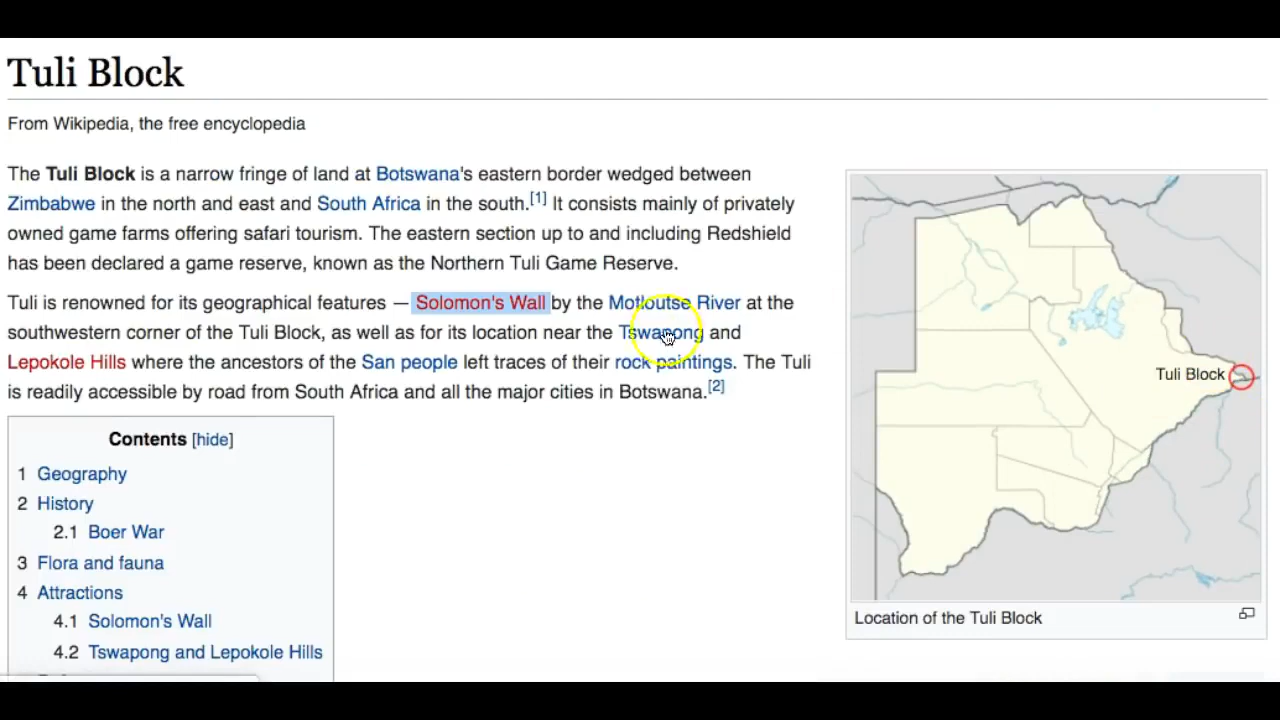 Tuli Block
From Wikipedia, the free encyclopedia
The Tuli Block is a narrow fringe of land at Botswana's eastern border wedged between
Zimbabwe in the north and east and South Africa in the south.[1] It consists mainly of privately
owned game farms offering safari tourism. The eastern section up to and including Redshield
has been declared a game reserve, known as the Northern Tuli Game Reserve.
Tuli is renowned for its geographical features — Solomon's Wall by the Motloutse River at the
southwestern corner of the Tuli Block, as well as for its location near the Tswapong and
Lepokole Hills where the ancestors of the San people left traces of their rock paintings. The Tuli
is readily accessible by road from South Africa and all the major cities in Botswana.[2]
Contents [hide]
1 Geography
2 History
2.1 Boer War
3 Flora and fauna
4 Attractions
4.1 Solomon's Wall
4.2 Tswapong and Lepokole Hills
Tuli Block
Location of the Tuli Block